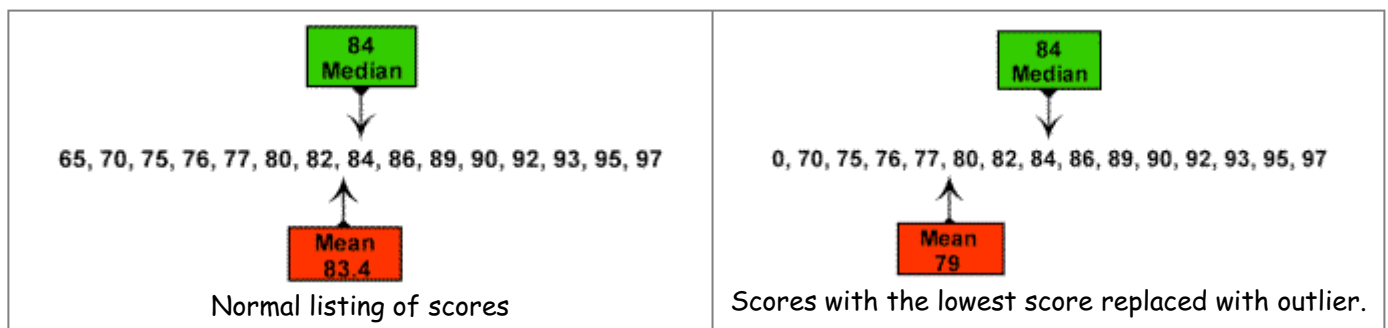 84
Median
65, 70, 75, 76, 77, 80, 82, 84, 86, 89, 90, 92, 93, 95, 97
Mean
83.4
Normal listing of scores
84
Median
0, 70, 75, 76, 77, 80, 82, 84, 86, 89, 90, 92, 93, 95, 97
Mean
79
Scores with the lowest score replaced with outlier.